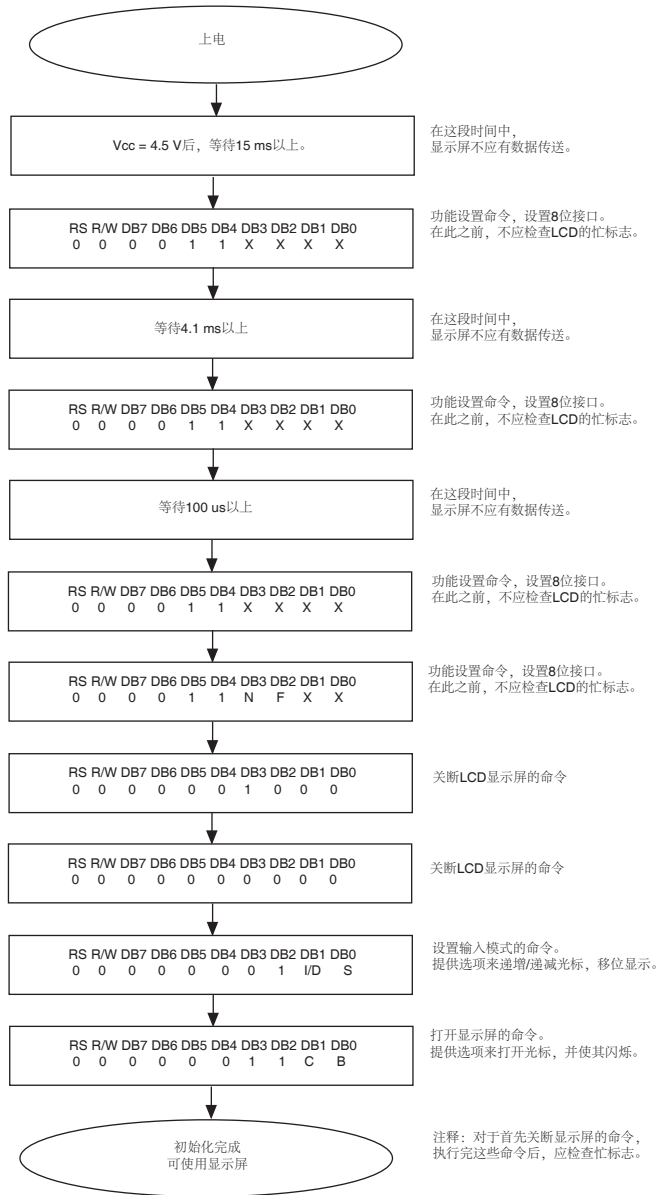 上电
Vcc = 4.5 V后，等待15 ms以上。
在这段时间中，
显示屏不应有数据传送。
RS R/W DB7 DB6 DB5 DB4 DB3 DB2 DB1 DB0
0 0 0 0 1 1 X X X X
功能设置命令，设置8位接口。
在此之前，不应检查LCD的忙标志。
等待4.1 ms以上
在这段时间中，
显示屏不应有数据传送。
RS R/W DB7 DB6 DB5 DB4 DB3 DB2 DB1 DB0
0 0 0 0 1 1 X X X X
功能设置命令，设置8位接口。
在此之前，不应检查LCD的忙标志。
等待100 us以上
在这段时间中，
显示屏不应有数据传送。
RS R/W DB7 DB6 DB5 DB4 DB3 DB2 DB1 DB0
0 0 0 0 1 1 X X X X
功能设置命令，设置8位接口。
在此之前，不应检查LCD的忙标志。
RS R/W DB7 DB6 DB5 DB4 DB3 DB2 DB1 DB0
0 0 0 0 1 1 N F X X
功能设置命令，设置8位接口。
在此之前，不应检查LCD的忙标志。
RS R/W DB7 DB6 DB5 DB4 DB3 DB2 DB1 DB0
0 0 0 0 0 0 1 0 0 0
关断LCD显示屏的命令
RS R/W DB7 DB6 DB5 DB4 DB3 DB2 DB1 DB0
0 0 0 0 0 0 0 0 0 0
关断LCD显示屏的命令
RS R/W DB7 DB6 DB5 DB4 DB3 DB2 DB1 DB0
0 0 0 0 0 0 0 1 I/D S
设置输入模式的命令。
提供选项来递增/递减光标，移位显示。
RS R/W DB7 DB6 DB5 DB4 DB3 DB2 DB1 DB0
0 0 0 0 0 0 1 1 C B
打开显示屏的命令。
提供选项来打开光标，并使其闪烁。
初始化完成
可使用显示屏
注释：对于首先关断显示屏的命令，
执行完这些命令后，应检查忙标志。